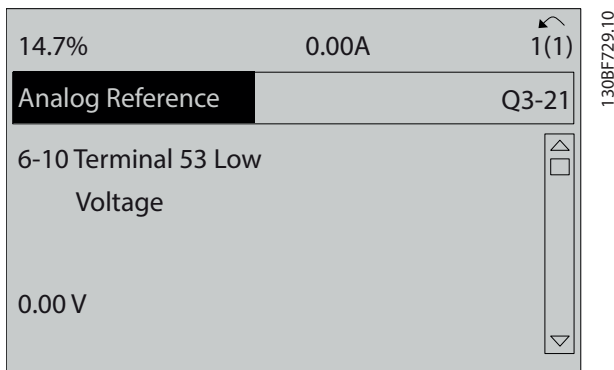 14.7% 0.00A 1(1)
Analog Reference Q3-21
6-10 Terminal 53 Low
Voltage
0.00 V
130BF729.10